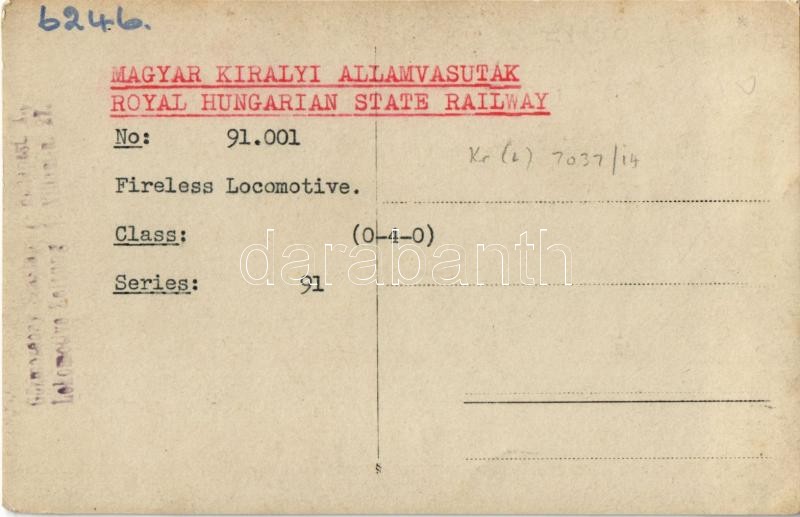 6246.
MAGYAR KIRALYI ALLAMVASUTAK
ROYAL HUNGARIAN STATE RAILWAY
No: 91.001
Kr (L) 7037/14
Fireless Locomotive.
Class: (0-4-0)
darabanth
Series: 91